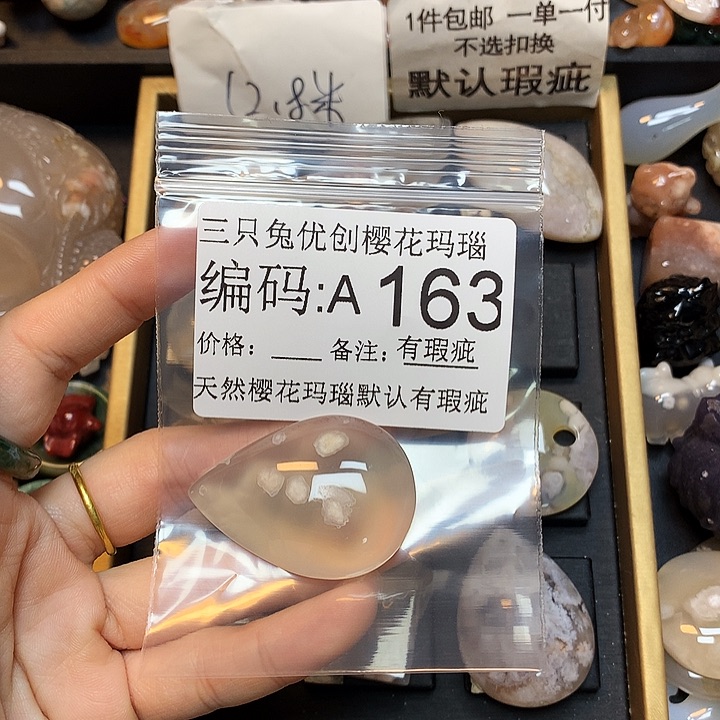 12.8米
1件包邮 一单一付
不选扣换
默认瑕疵
三只兔优创樱花玛瑙
编码:A 163
价格: ___ 备注: 有瑕疵
天然樱花玛瑙默认有瑕疵